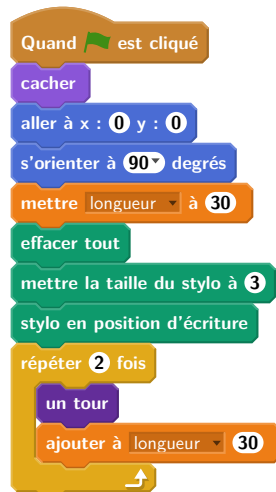 Quand est cliqué
cacher
aller à x : 0 y : 0
s'orienter à 90 degrés
mettre longueur à 30
effacer tout
mettre la taille du stylo à 3
stylo en position d'écriture
répéter 2 fois
un tour
ajouter à longueur 30